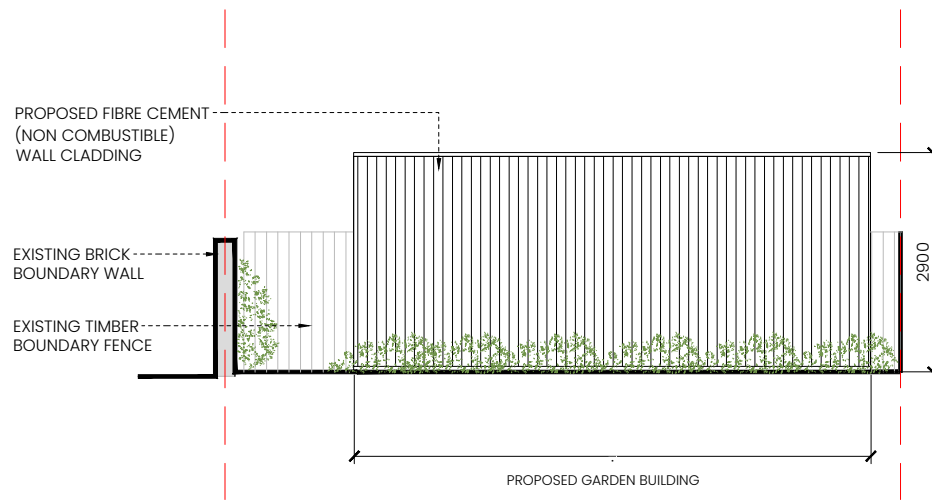 PROPOSED FIBRE CEMENT
(NON COMBUSTIBLE)
WALL CLADDING
EXISTING BRICK
BOUNDARY WALL
EXISTING TIMBER
BOUNDARY FENCE
2900
PROPOSED GARDEN BUILDING